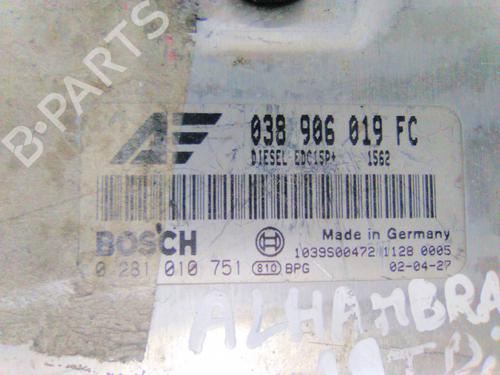 B-PARTS
AE
038 906 019 FC
DIESEL EDC15P+ 1562
BOSCH
Made in Germany
1039S00472 1128 0005
0 281 010 751 810 BPG 02-04-27
ALHAMBRA